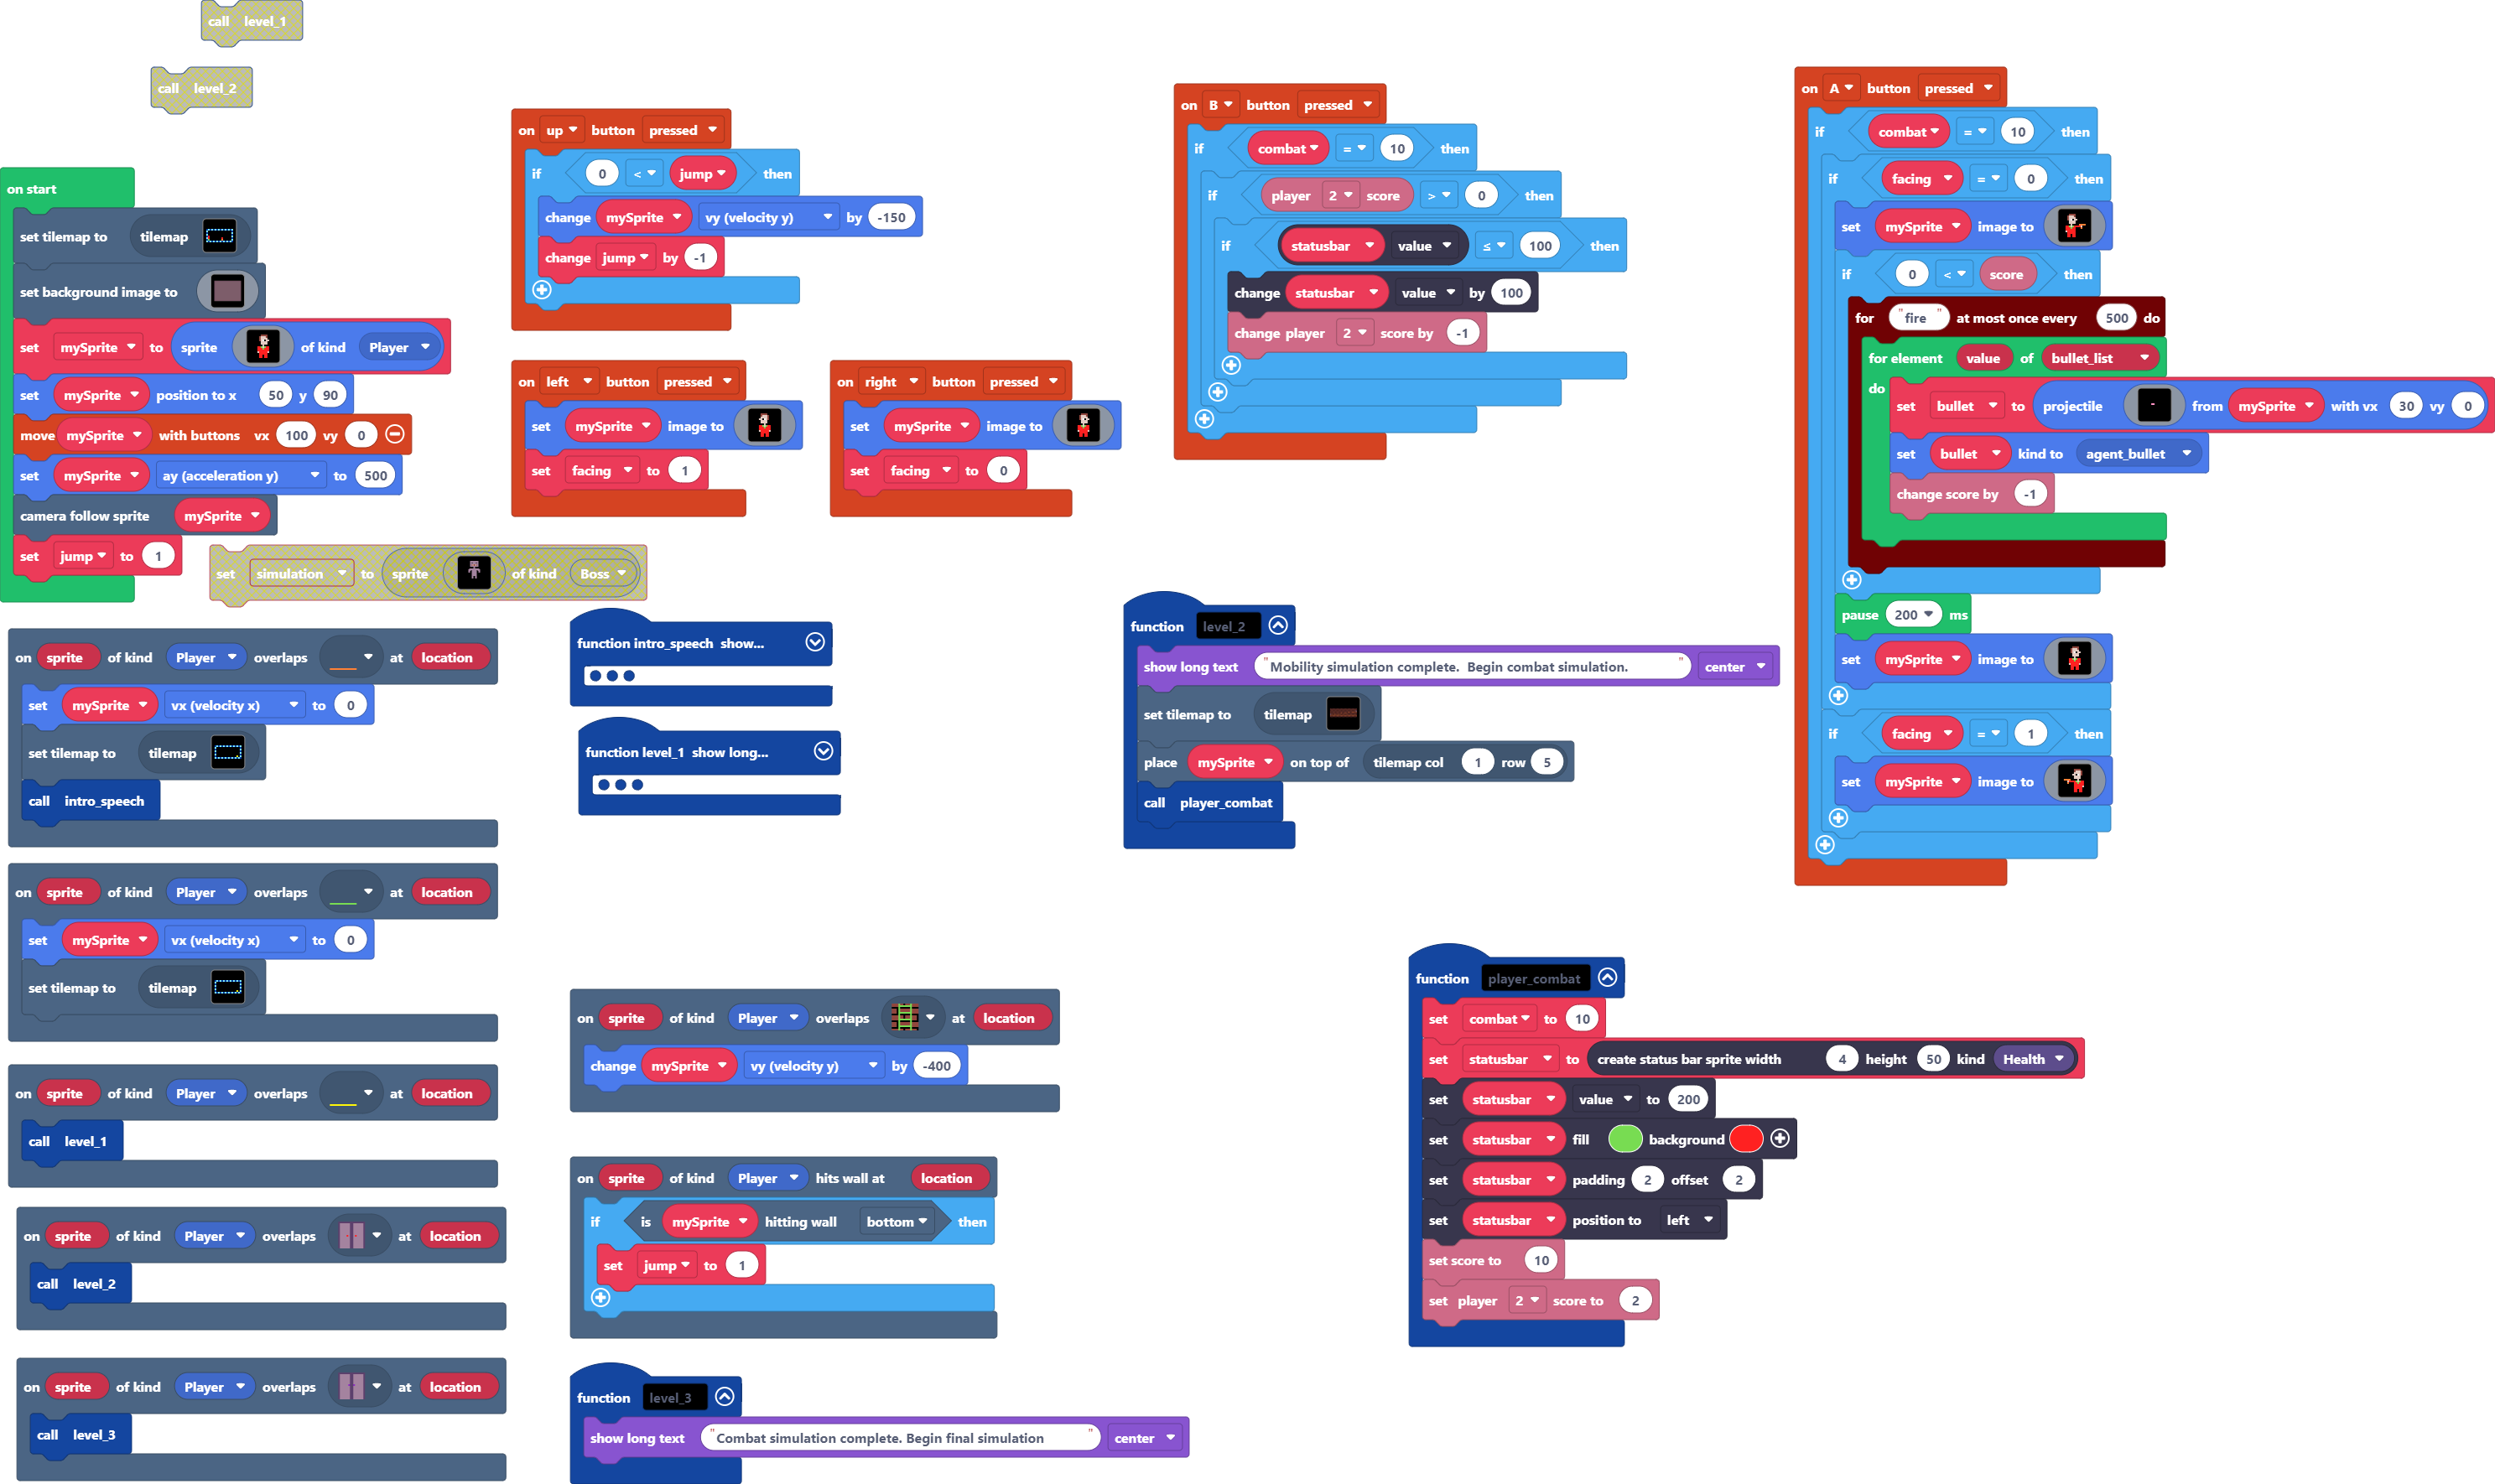 call level_1
call level_2
on start
set tilemap to tilemap
set background image to
set mySprite to sprite of kind Player
set mySprite position to x 50 y 90
move mySprite with buttons vx 100 vy 0
set mySprite ay (acceleration y) to 500
camera follow sprite mySprite
set jump to 1
set simulation to sprite of kind Boss
on sprite of kind Player overlaps at location
set mySprite vx (velocity x) to 0
set tilemap to tilemap
call intro_speech
on sprite of kind Player overlaps at location
set mySprite vx (velocity x) to 0
set tilemap to tilemap
on sprite of kind Player overlaps at location
call level_1
on sprite of kind Player overlaps at location
call level_2
on sprite of kind Player overlaps at location
call level_3
on up button pressed
if 0 < jump then
change mySprite vy (velocity y) by -150
change jump by -1
on left button pressed
set mySprite image to
set facing to 1
on right button pressed
set mySprite image to
set facing to 0
function intro_speech show...
function level_1 show long...
on sprite of kind Player overlaps at location
change mySprite vy (velocity y) by -400
on sprite of kind Player hits wall at location
if is mySprite hitting wall bottom then
set jump to 1
function level_3
show long text "Combat simulation complete. Begin final simulation" center
on B button pressed
if combat = 10 then
if player 2 score > 0 then
if statusbar value ≤ 100 then
change statusbar value by 100
change player 2 score by -1
function level_2
show long text "Mobility simulation complete. Begin combat simulation." center
set tilemap to tilemap
place mySprite on top of tilemap col 1 row 5
call player_combat
function player_combat
set combat to 10
set statusbar to create status bar sprite width 4 height 50 kind Health
set statusbar value to 200
set statusbar fill background
set statusbar padding 2 offset 2
set statusbar position to left
set score to 10
set player 2 score to 2
on A button pressed
if combat = 10 then
if facing = 0 then
set mySprite image to
if 0 < score then
for "fire" at most once every 500 do
for element value of bullet_list
do set bullet to projectile from mySprite with vx 30 vy 0
set bullet kind to agent_bullet
change score by -1
pause 200 ms
set mySprite image to
if facing = 1 then
set mySprite image to